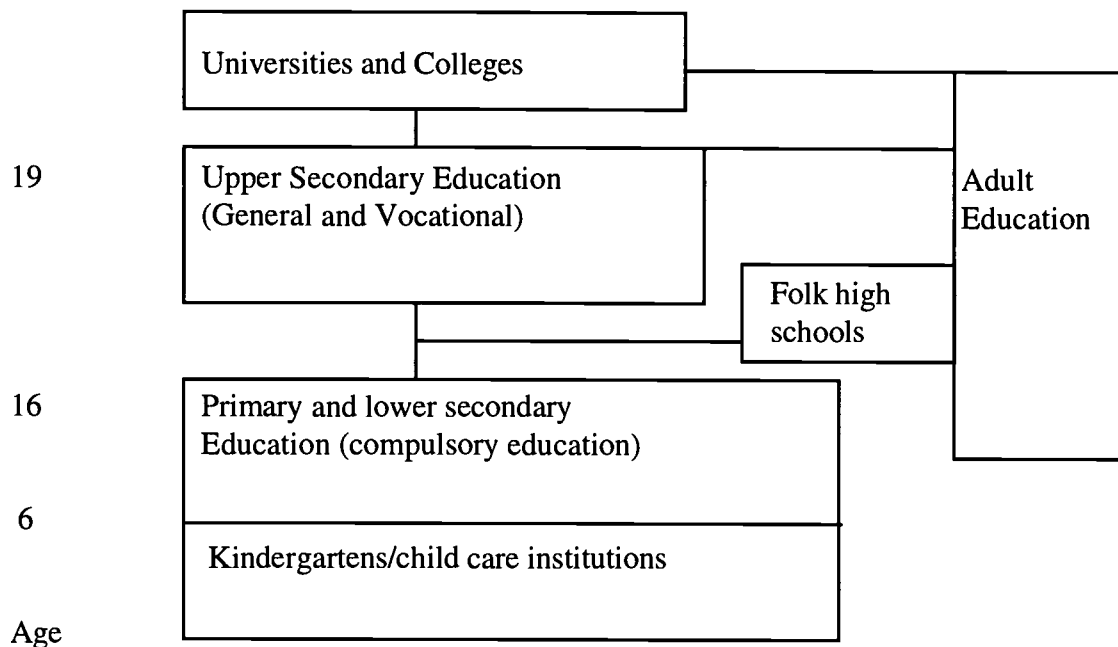 Universities and Colleges
19
Upper Secondary Education
(General and Vocational)
Adult
Education
Folk high
schools
16
Primary and lower secondary
Education (compulsory education)
6
Kindergartens/child care institutions
Age